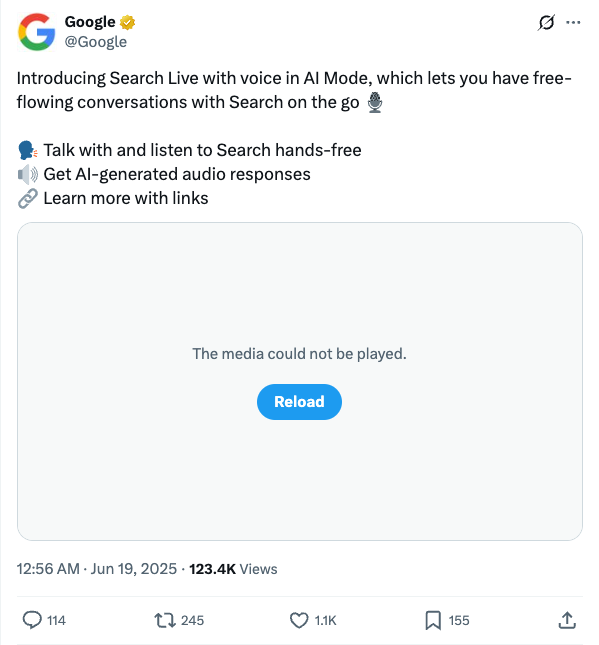 Google
@Google
Introducing Search Live with voice in AI Mode, which lets you have free-
flowing conversations with Search on the go 🎙️
🗣️ Talk with and listen to Search hands-free
🔊 Get AI-generated audio responses
🔗 Learn more with links
The media could not be played.
Reload
12:56 AM · Jun 19, 2025 · 123.4K Views
114 245 1.1K 155